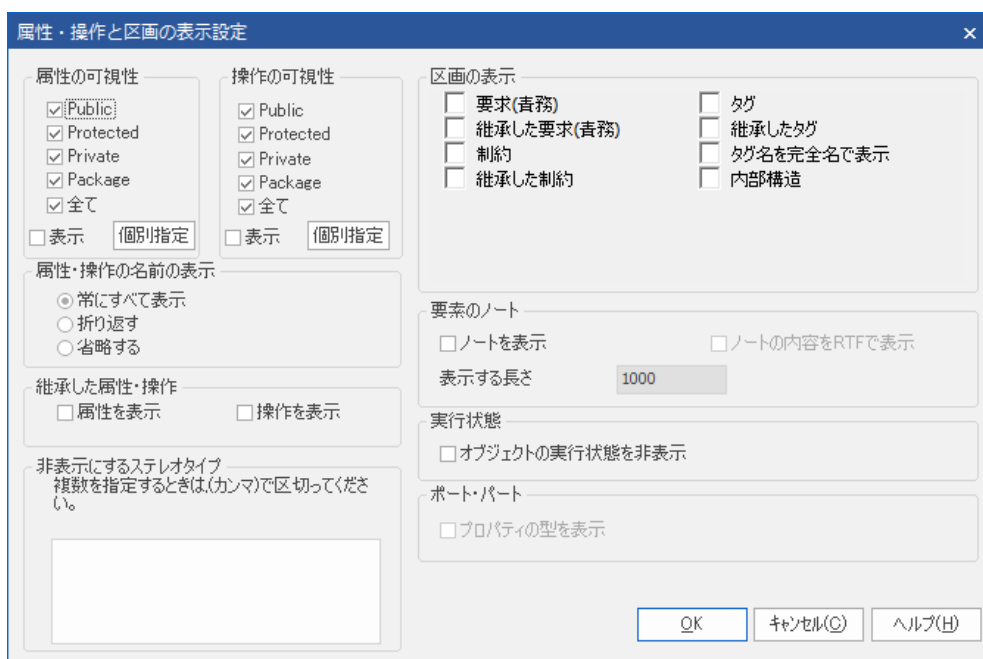 属性・操作と区画の表示設定
属性の可視性
Public
Protected
Private
Package
全て
表示 個別指定
操作の可視性
Public
Protected
Private
Package
全て
表示 個別指定
属性・操作の名前の表示
常にすべて表示
折り返す
省略する
継承した属性・操作
属性を表示 操作を表示
非表示にするステレオタイプ
複数を指定するときは,(カンマ)で区切ってくださ
い。
区画の表示
要求(責務)
継承した要求(責務)
制約
継承した制約
タグ
継承したタグ
タグ名を完全名で表示
内部構造
要素のノート
ノートを表示 ノートの内容をRTFで表示
表示する長さ 1000
実行状態
オブジェクトの実行状態を非表示
ポート・パート
プロパティの型を表示
OK キャンセル(C) ヘルプ(H)